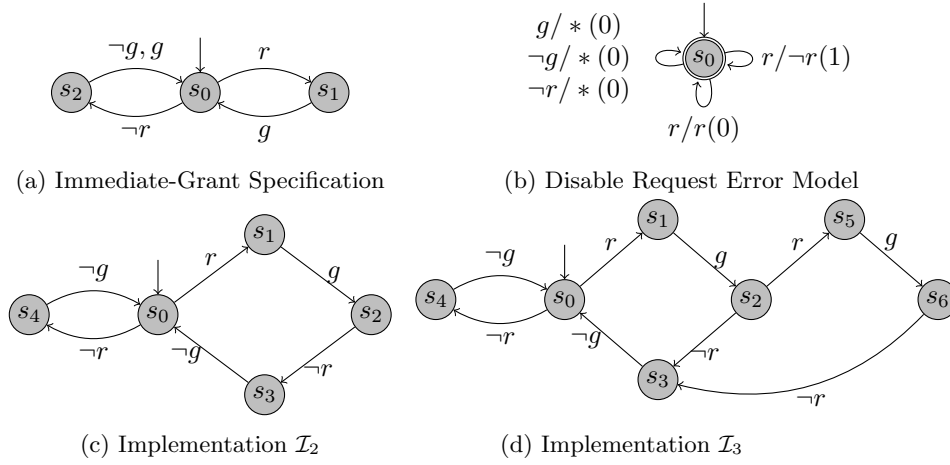 ¬g, g
r
s₂
s₀
s₁
¬r
g
(a) Immediate-Grant Specification
g/ * (0)
¬g/ * (0)
¬r/ * (0)
s₀
r/¬r(1)
r/r(0)
(b) Disable Request Error Model
s₁
¬g
r
g
s₄
s₀
s₂
¬r
¬g
¬r
s₃
(c) Implementation 𝓘₂
s₁
s₅
¬g
r
g
r
g
s₄
s₀
s₂
s₆
¬r
¬g
¬r
s₃
¬r
(d) Implementation 𝓘₃